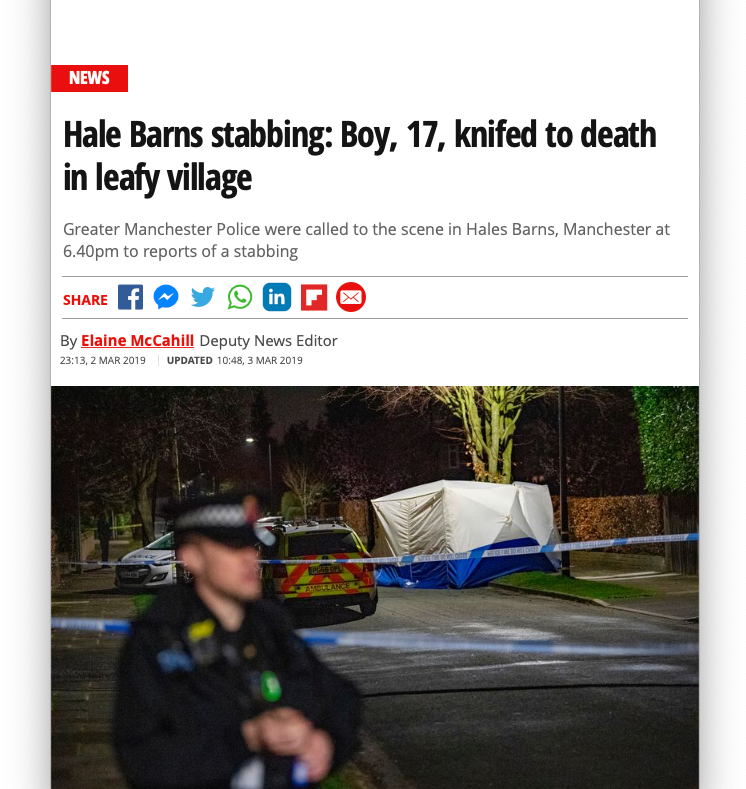 NEWS
Hale Barns stabbing: Boy, 17, knifed to death
in leafy village
Greater Manchester Police were called to the scene in Hales Barns, Manchester at
6.40pm to reports of a stabbing
SHARE
By Elaine McCahill Deputy News Editor
23:13, 2 MAR 2019 UPDATED 10:48, 3 MAR 2019
AMBULANCE